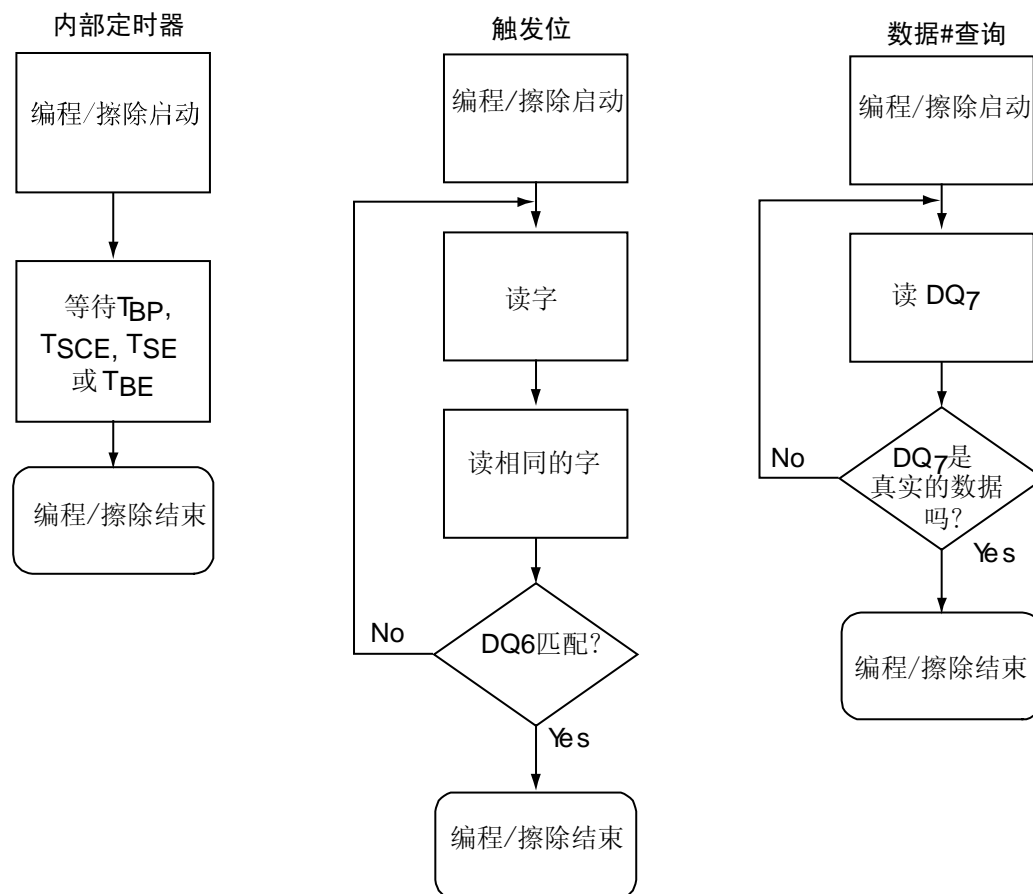 内部定时器
编程/擦除启动
等待TBP,
TSCE, TSE
或 TBE
编程/擦除结束
触发位
编程/擦除启动
读字
读相同的字
DQ6匹配?
No
Yes
编程/擦除结束
数据#查询
编程/擦除启动
读 DQ7
DQ7是
真实的数据
吗?
No
Yes
编程/擦除结束